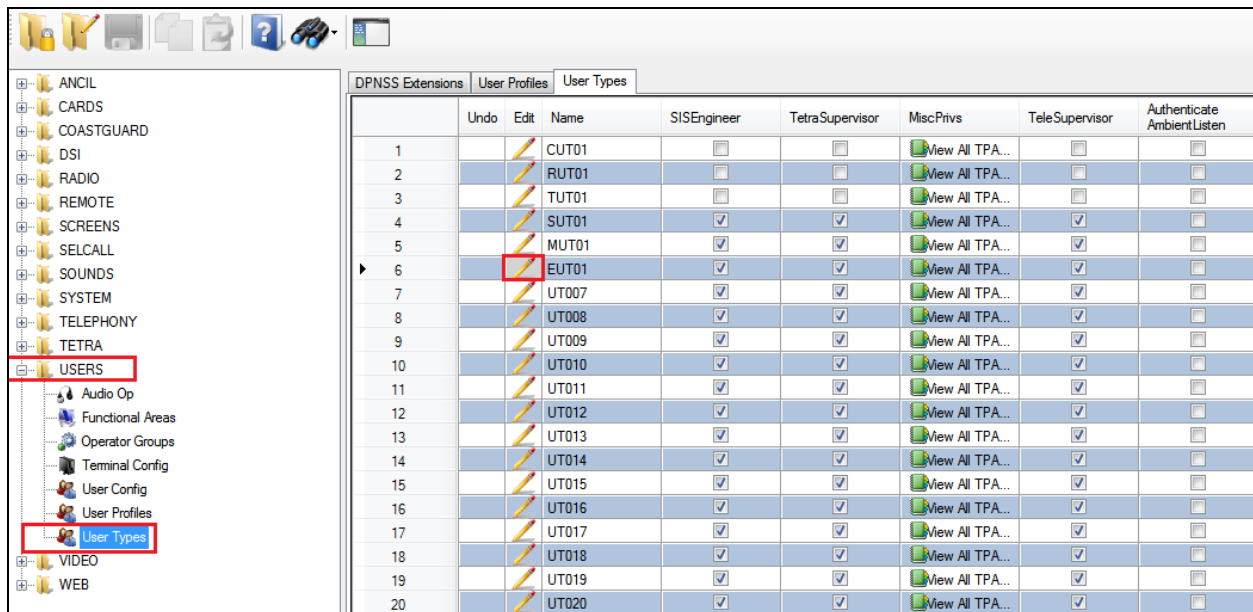 ANCIL
CARDS
COASTGUARD
DSI
RADIO
REMOTE
SCREENS
SELCALL
SOUNDS
SYSTEM
TELEPHONY
TETRA
USERS
Audio Op
Functional Areas
Operator Groups
Terminal Config
User Config
User Profiles
User Types
VIDEO
WEB
DPNSS Extensions User Profiles User Types
Undo Edit Name SISEngineer TetraSupervisor MiscPrivs TeleSupervisor Authenticate AmbientListen
1 CUT01 View All TPA...
2 RUT01 View All TPA...
3 TUT01 View All TPA...
4 SUT01 View All TPA...
5 MUT01 View All TPA...
6 EUT01 View All TPA...
7 UT007 View All TPA...
8 UT008 View All TPA...
9 UT009 View All TPA...
10 UT010 View All TPA...
11 UT011 View All TPA...
12 UT012 View All TPA...
13 UT013 View All TPA...
14 UT014 View All TPA...
15 UT015 View All TPA...
16 UT016 View All TPA...
17 UT017 View All TPA...
18 UT018 View All TPA...
19 UT019 View All TPA...
20 UT020 View All TPA...